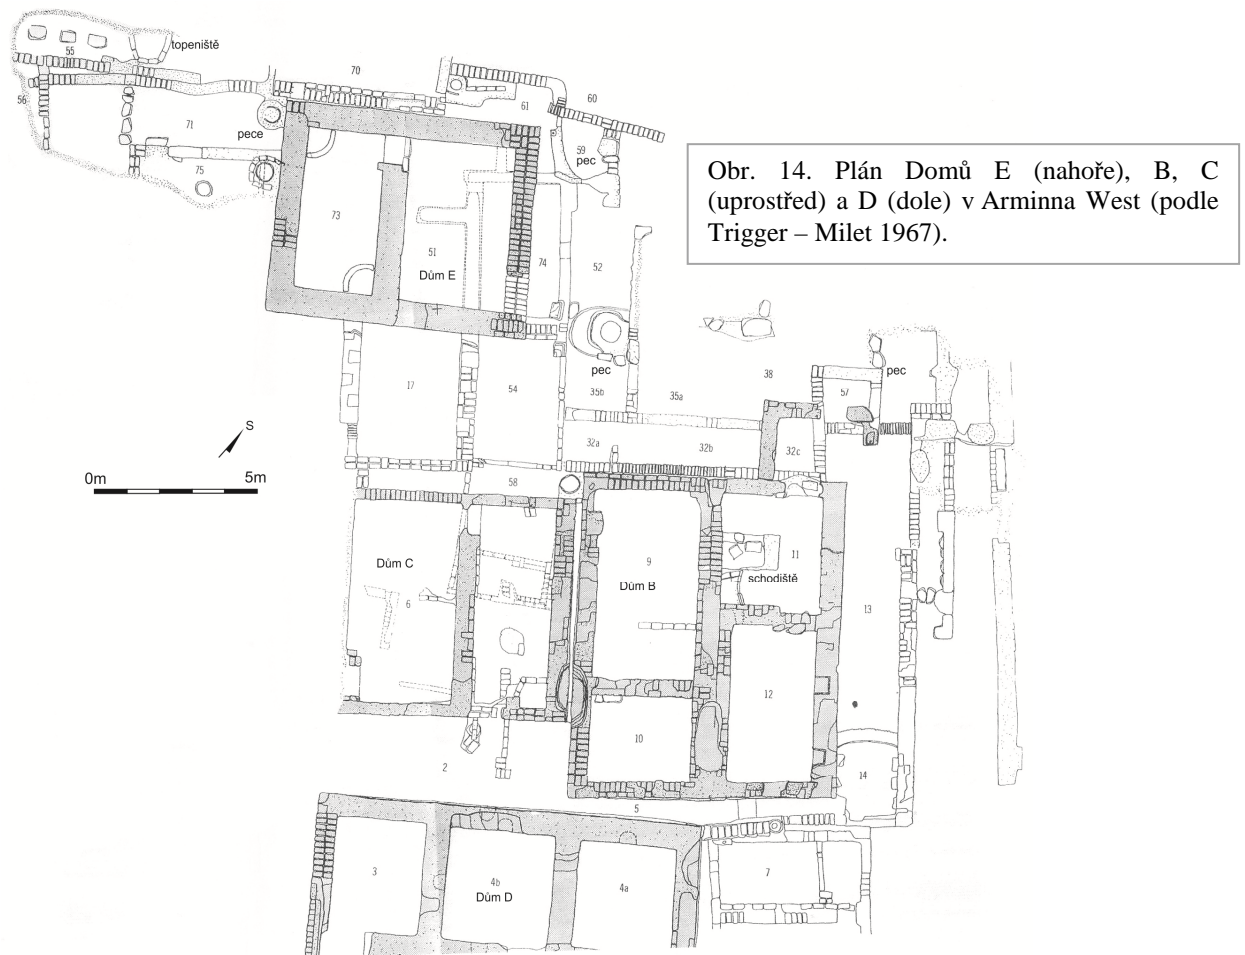 topeniště
55
70
56
60
61
71
pece
59
pec
75
73
51
74
52
Dům E
pec
pec
38
17
54
35b
35a
57
32a
32b
32c
S
0m
5m
58
Dům C
6
9
Dům B
11
schodiště
13
12
10
2
14
5
3
4b
Dům D
4a
7
Obr. 14. Plán Domů E (nahoře), B, C
(uprostřed) a D (dole) v Arminna West (podle
Trigger – Milet 1967).